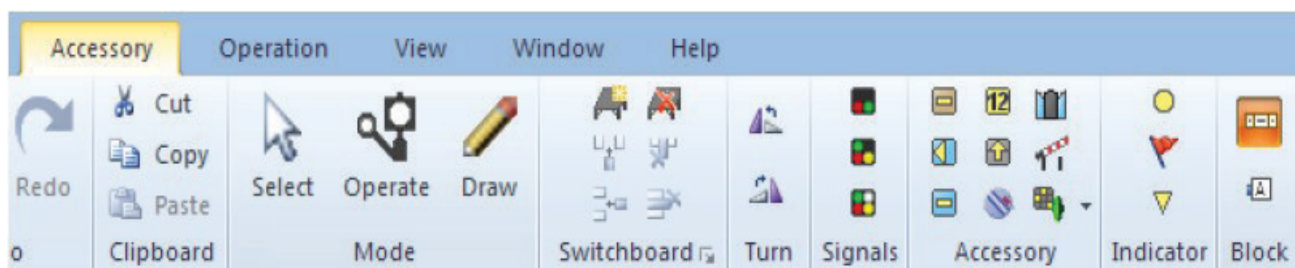 Accessory Operation View Window Help
Cut
Copy
Redo Select Operate Draw
Paste
o Clipboard Mode Switchboard Turn Signals Accessory Indicator Block
12
A